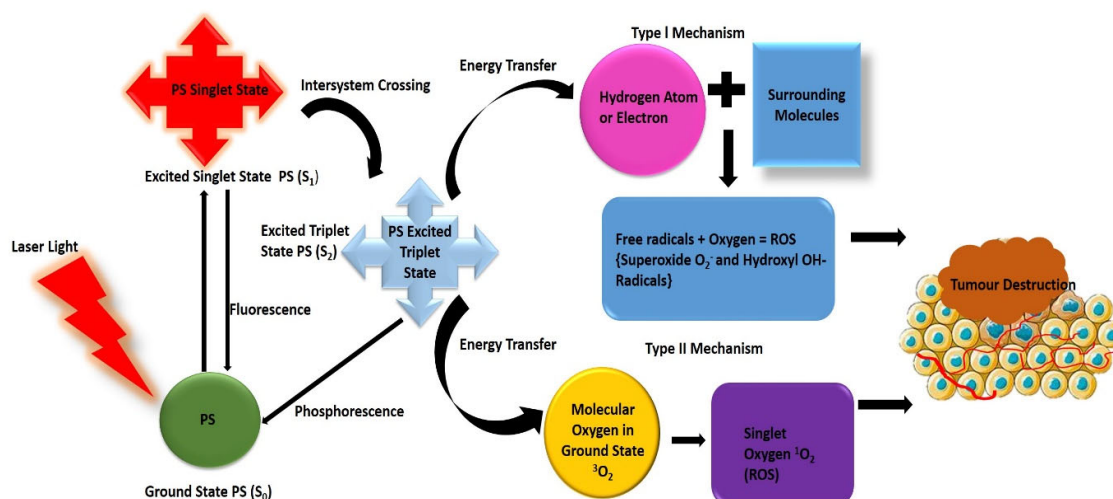 Type I Mechanism
PS Singlet State
Intersystem Crossing
Energy Transfer
Hydrogen Atom
or Electron
Surrounding
Molecules
Excited Singlet State PS (S₁)
Excited Triplet
State PS (S₂)
PS Excited
Triplet
State
Laser Light
Free radicals + Oxygen = ROS
{Superoxide O₂⁻ and Hydroxyl OH-
Radicals}
Tumour Destruction
Fluorescence
Energy Transfer
Type II Mechanism
Phosphorescence
PS
Molecular
Oxygen in
Ground State
³O₂
Singlet
Oxygen ¹O₂
(ROS)
Ground State PS (S₀)